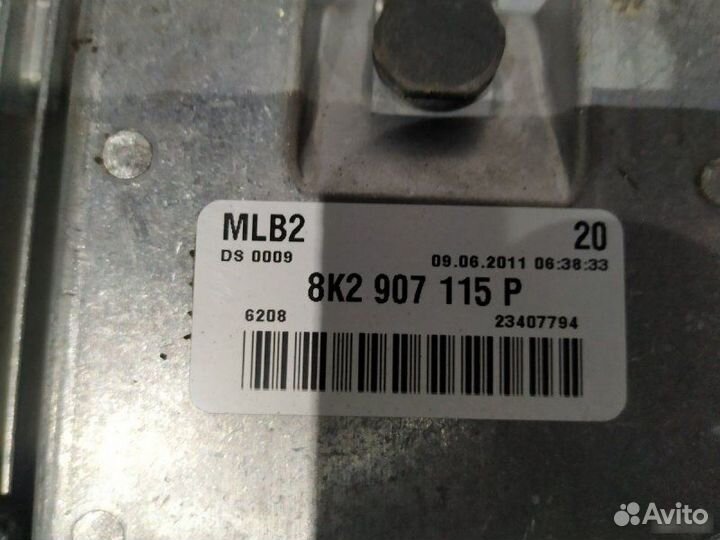 MLB2 20
DS 0009 09.06.2011 06:38:33
8K2 907 115 P
6208 23407794
Avito